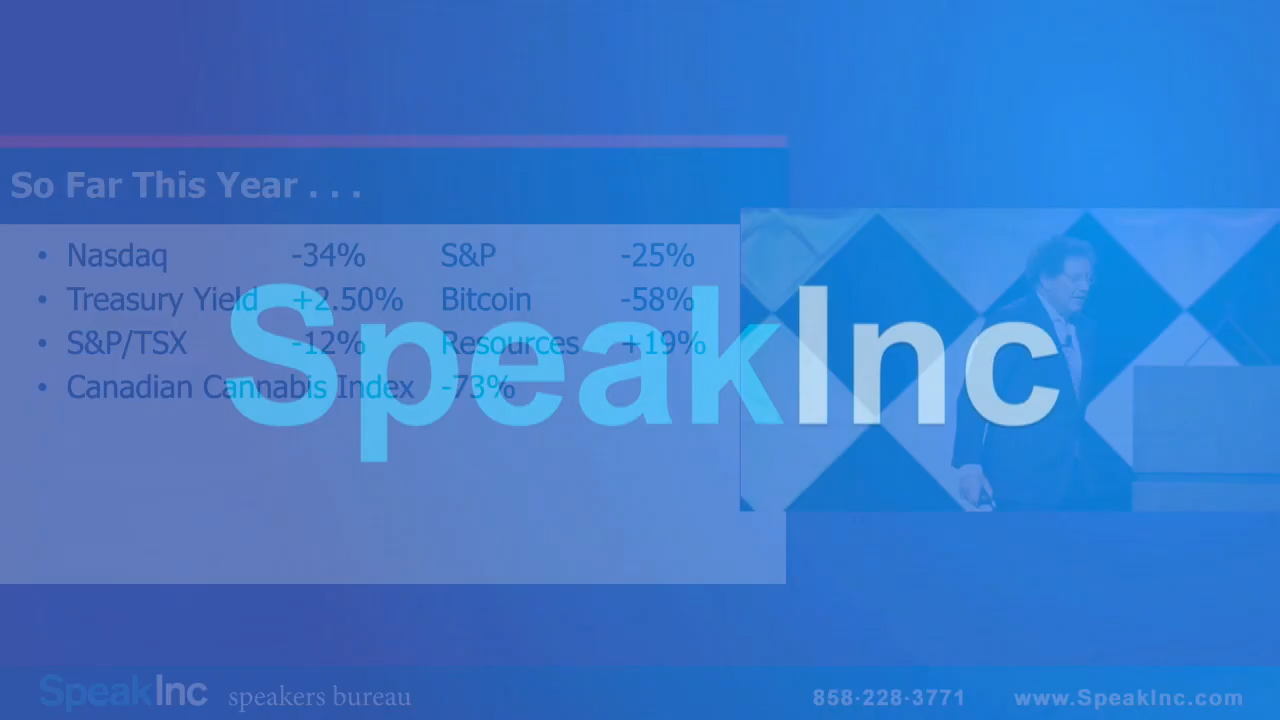 So Far This Year . . .
• Nasdaq -34% S&P -25%
• Treasury Yield +2.50% Bitcoin -58%
• S&P/TSX -12% Resources +19%
• Canadian Cannabis Index -73%
SpeakInc
SpeakInc speakers bureau 858·228·3771 www.SpeakInc.com